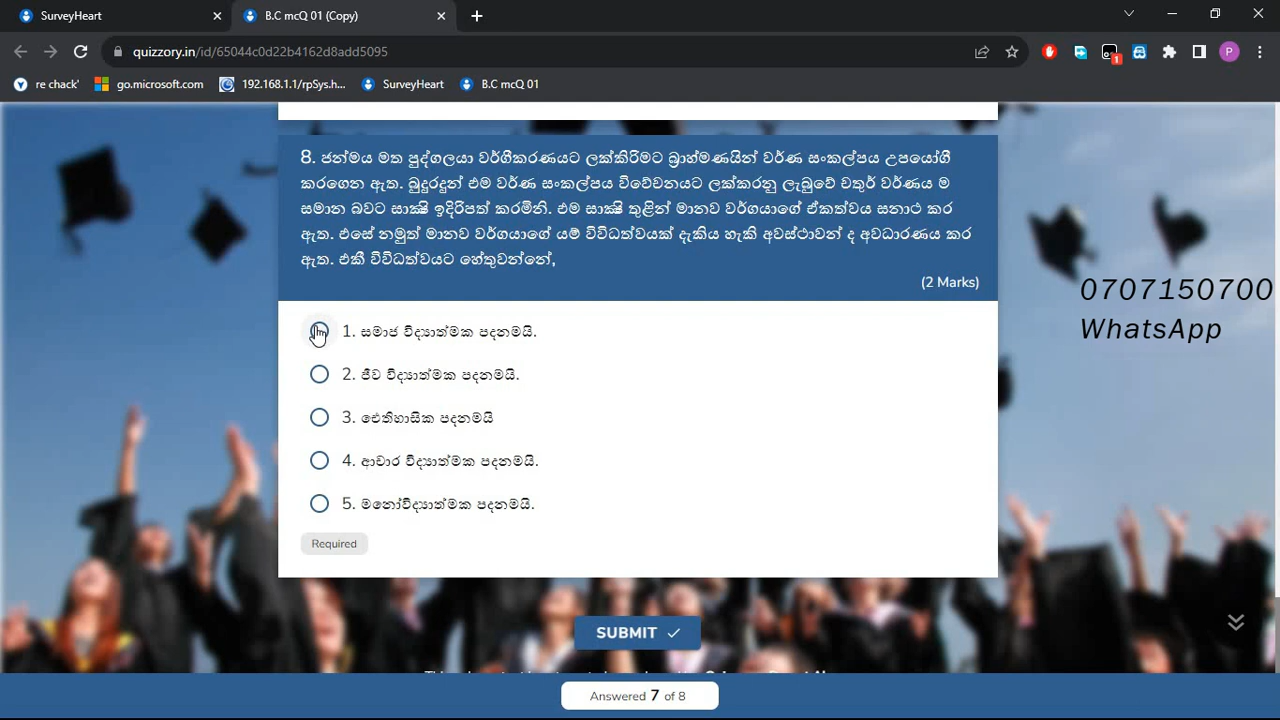 SurveyHeart
B.C mcQ 01 (Copy)
quizzory.in/id/65044c0d22b4162d8add5095
1
P
re chack'
go.microsoft.com
192.168.1.1/rpSys.h...
SurveyHeart
B.C mcQ 01
8. ජන්මය මත පුද්ගලයා වර්ගීකරණයට ලක්කිරිමට බ්‍රාහ්මණයින් වර්ණ සංකල්පය උපයෝගී
කරගෙන ඇත. බුදුරදුන් එම වර්ණ සංකල්පය විවේචනයට ලක්කරනු ලැබුවේ චතුර් වර්ණය ම
සමාන බවට සාක්‍ෂි ඉදිරිපත් කරමිනි. එම සාක්‍ෂි තුළින් මානව වර්ගයාගේ ඒකත්වය සනාථ කර
ඇත. එසේ නමුත් මානව වර්ගයාගේ යම් විවිධත්වයක් දැකිය හැකි අවස්ථාවන් ද අවධාරණය කර
ඇත. එකී විවිධත්වයට හේතුවන්නේ,
(2 Marks)
1. සමාජ විද්‍යාත්මක පදනමයි.
2. ජීව විද්‍යාත්මක පදනමයි.
3. ඓතිහාසික පදනමයි
4. ආචාර විද්‍යාත්මක පදනමයි.
5. මනෝවිද්‍යාත්මක පදනමයි.
Required
0707150700
WhatsApp
SUBMIT
Answered 7 of 8